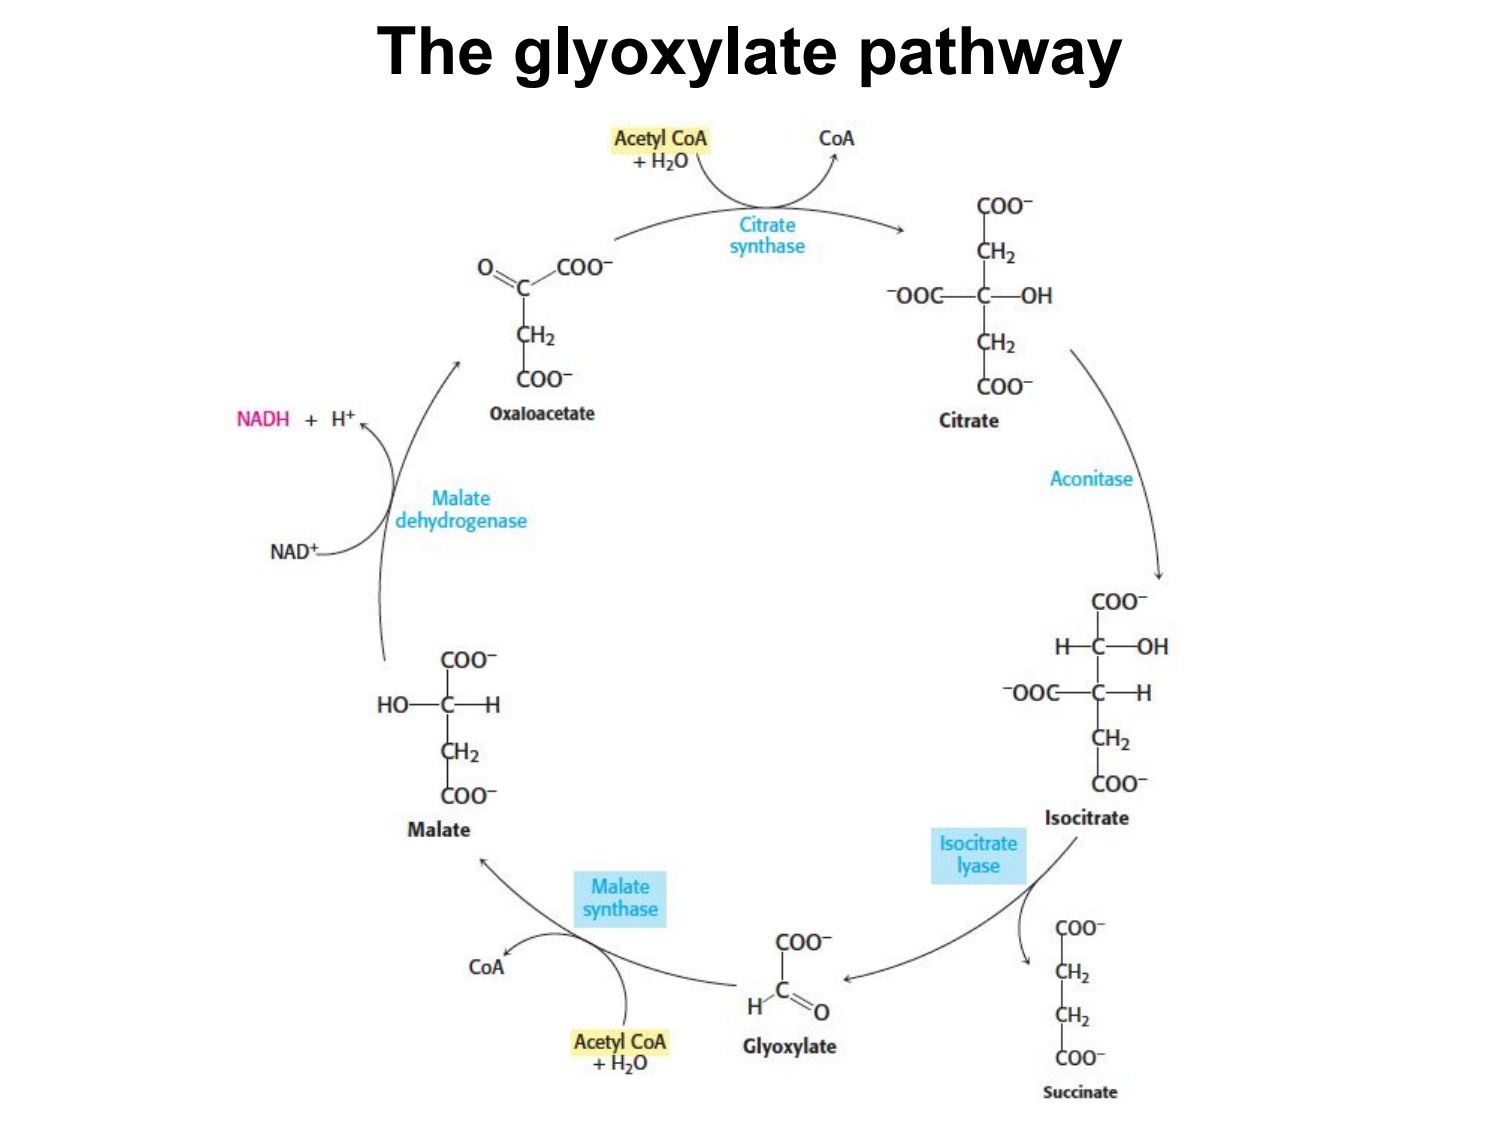 The glyoxylate pathway
Acetyl CoA
+ H₂O
CoA
Citrate
synthase
O
COO⁻
C
CH₂
COO⁻
Oxaloacetate
COO⁻
CH₂
⁻OOC C OH
CH₂
COO⁻
Citrate
Aconitase
COO⁻
H C OH
⁻OOC C H
CH₂
COO⁻
Isocitrate
Isocitrate
lyase
COO⁻
CH₂
CH₂
COO⁻
Succinate
COO⁻
C
H
O
Glyoxylate
Malate
synthase
CoA
Acetyl CoA
+ H₂O
COO⁻
HO C H
CH₂
COO⁻
Malate
Malate
dehydrogenase
NAD⁺
NADH + H⁺